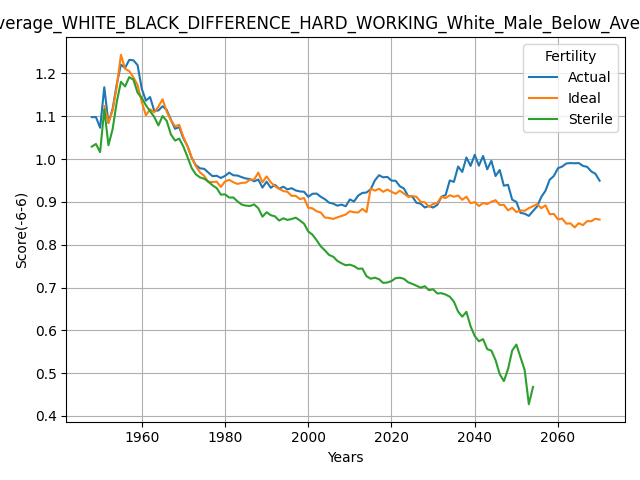 verage_WHITE_BLACK_DIFFERENCE_HARD_WORKING_White_Male_Below_Ave
Fertility
Actual
Ideal
Sterile
Score(-6-6)
1.2
1.1
1.0
0.9
0.8
0.7
0.6
0.5
0.4
1960 1980 2000 2020 2040 2060
Years